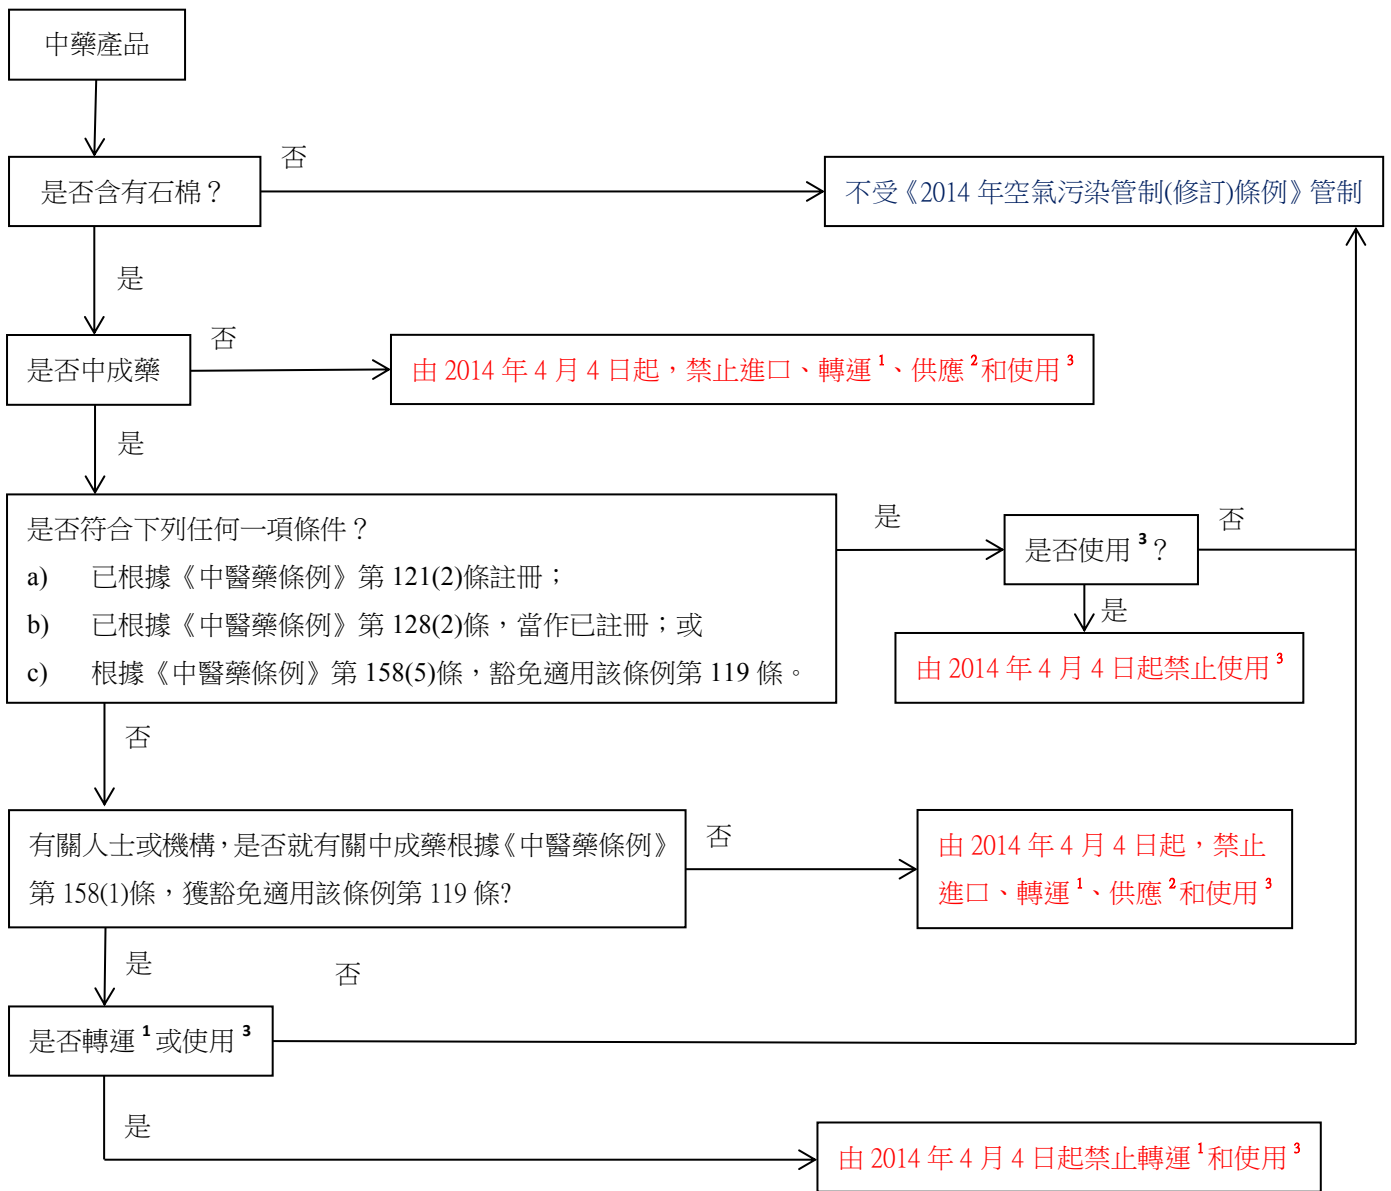 中藥產品
否
是否含有石棉？
不受《2014 年空氣污染管制(修訂)條例》管制
是
否
是否中成藥
由 2014 年 4 月 4 日起，禁止進口、轉運¹、供應²和使用³
是
是否符合下列任何一項條件？
a) 已根據《中醫藥條例》第 121(2)條註冊；
b) 已根據《中醫藥條例》第 128(2)條，當作已註冊；或
c) 根據《中醫藥條例》第 158(5)條，豁免適用該條例第 119 條。
是
是否使用³？
否
是
由 2014 年 4 月 4 日起禁止使用³
否
有關人士或機構，是否就有關中成藥根據《中醫藥條例》
第 158(1)條，獲豁免適用該條例第 119 條?
否
由 2014 年 4 月 4 日起，禁止
進口、轉運¹、供應²和使用³
是
否
是否轉運¹或使用³
是
由 2014 年 4 月 4 日起禁止轉運¹和使用³